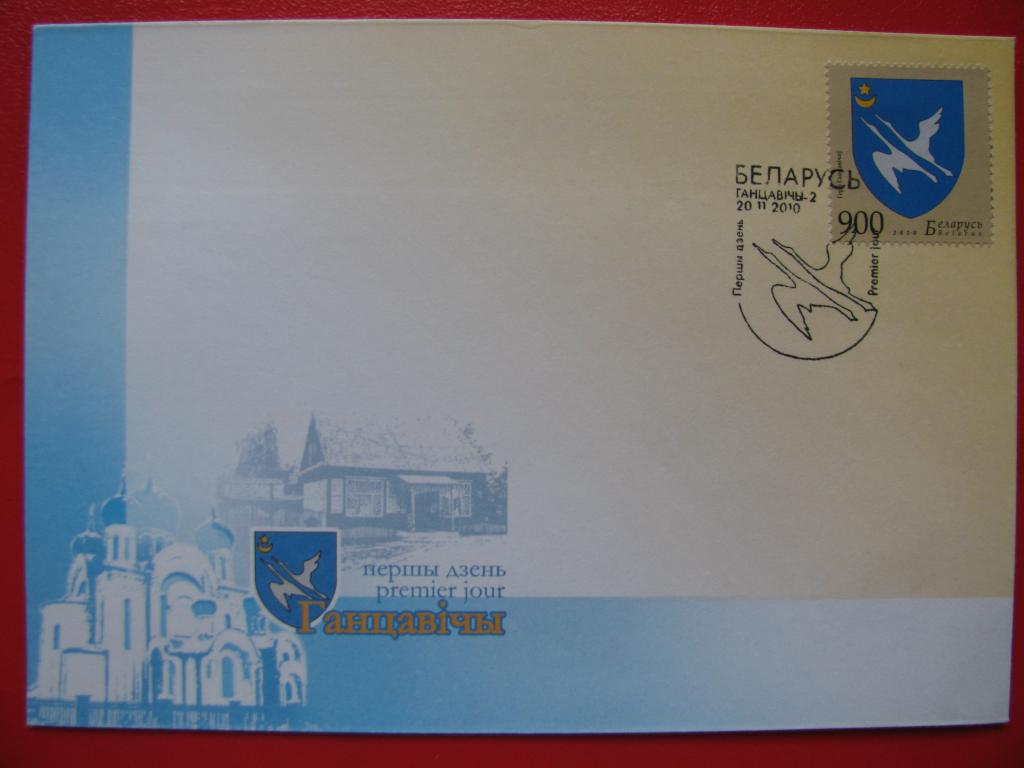 БЕЛАРУСЬ
ГАНЦАВІЧЫ-2
20 11 2010
Першы дзень
Premier jour
900
2010
Беларусь
Belarus
першы дзень
premier jour
Ганцавічы